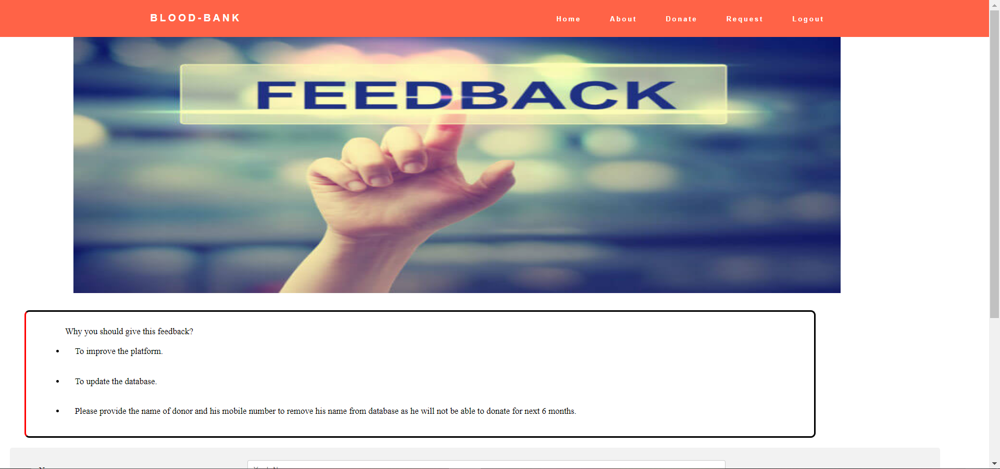 BLOOD-BANK
Home About Donate Request Logout
FEEDBACK
Why you should give this feedback?
To improve the platform.
To update the database.
Please provide the name of donor and his mobile number to remove his name from database as he will not be able to donate for next 6 months.